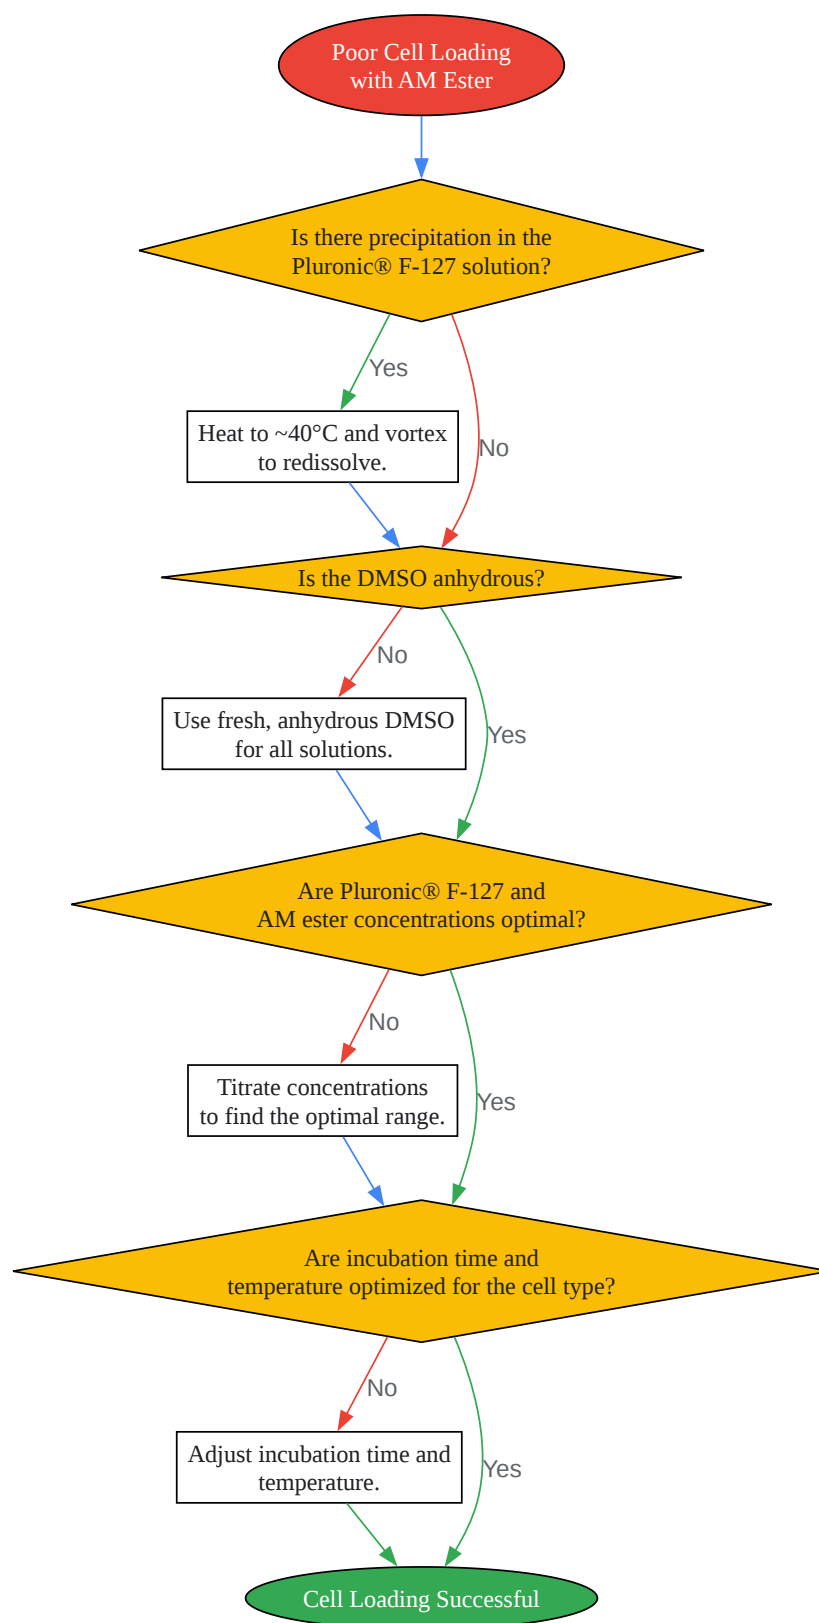 Poor Cell Loading
with AM Ester
Is there precipitation in the
Pluronic® F-127 solution?
Yes
Heat to ~40°C and vortex
to redissolve.
No
Is the DMSO anhydrous?
No
Use fresh, anhydrous DMSO
for all solutions.
Yes
Are Pluronic® F-127 and
AM ester concentrations optimal?
No
Titrate concentrations
to find the optimal range.
Yes
Are incubation time and
temperature optimized for the cell type?
No
Adjust incubation time and
temperature.
Yes
Cell Loading Successful